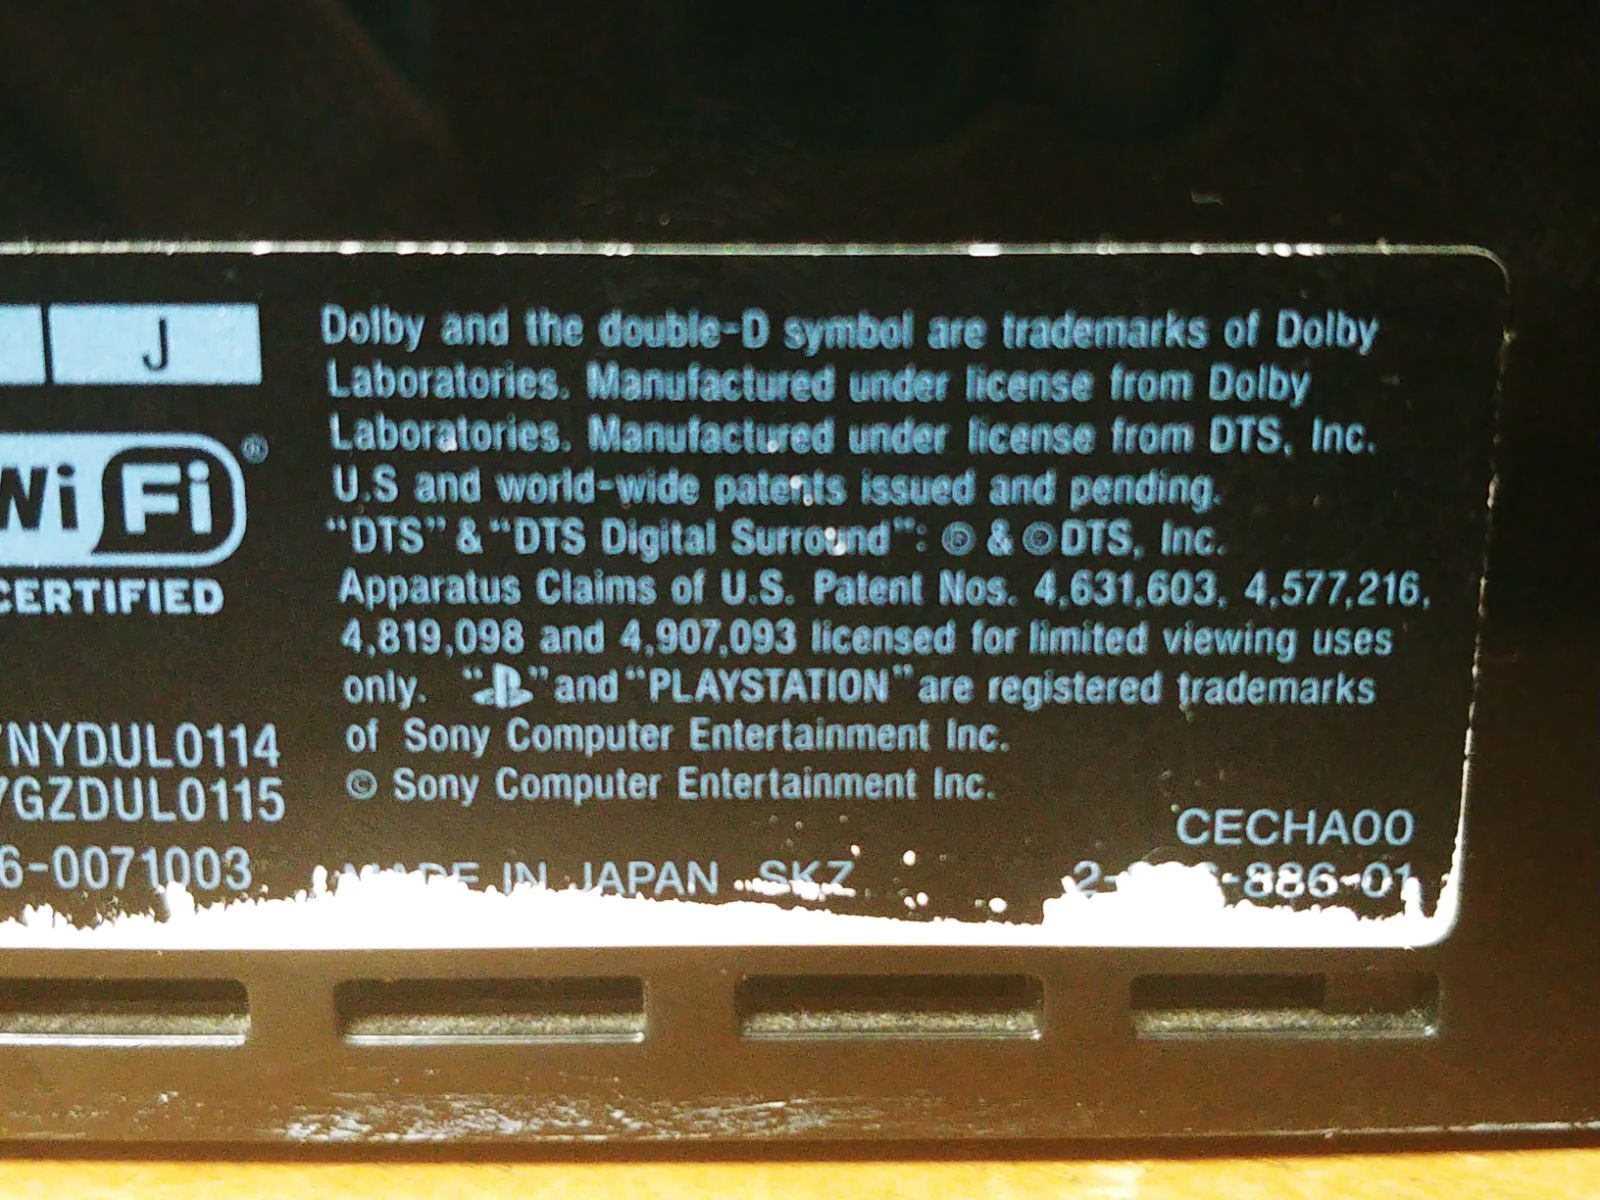 J
Wi Fi ®
CERTIFIED
NYDUL0114
7GZDUL0115
6-0071003
Dolby and the double-D symbol are trademarks of Dolby
Laboratories. Manufactured under license from Dolby
Laboratories. Manufactured under license from DTS, Inc.
U.S and world-wide patents issued and pending.
“DTS” & “DTS Digital Surround”: ℗ & © DTS, Inc.
Apparatus Claims of U.S. Patent Nos. 4,631,603, 4,577,216,
4,819,098 and 4,907,093 licensed for limited viewing uses
only. “ ” and “PLAYSTATION” are registered trademarks
of Sony Computer Entertainment Inc.
© Sony Computer Entertainment Inc.
CECHA00
MADE IN JAPAN SKZ
-886-01